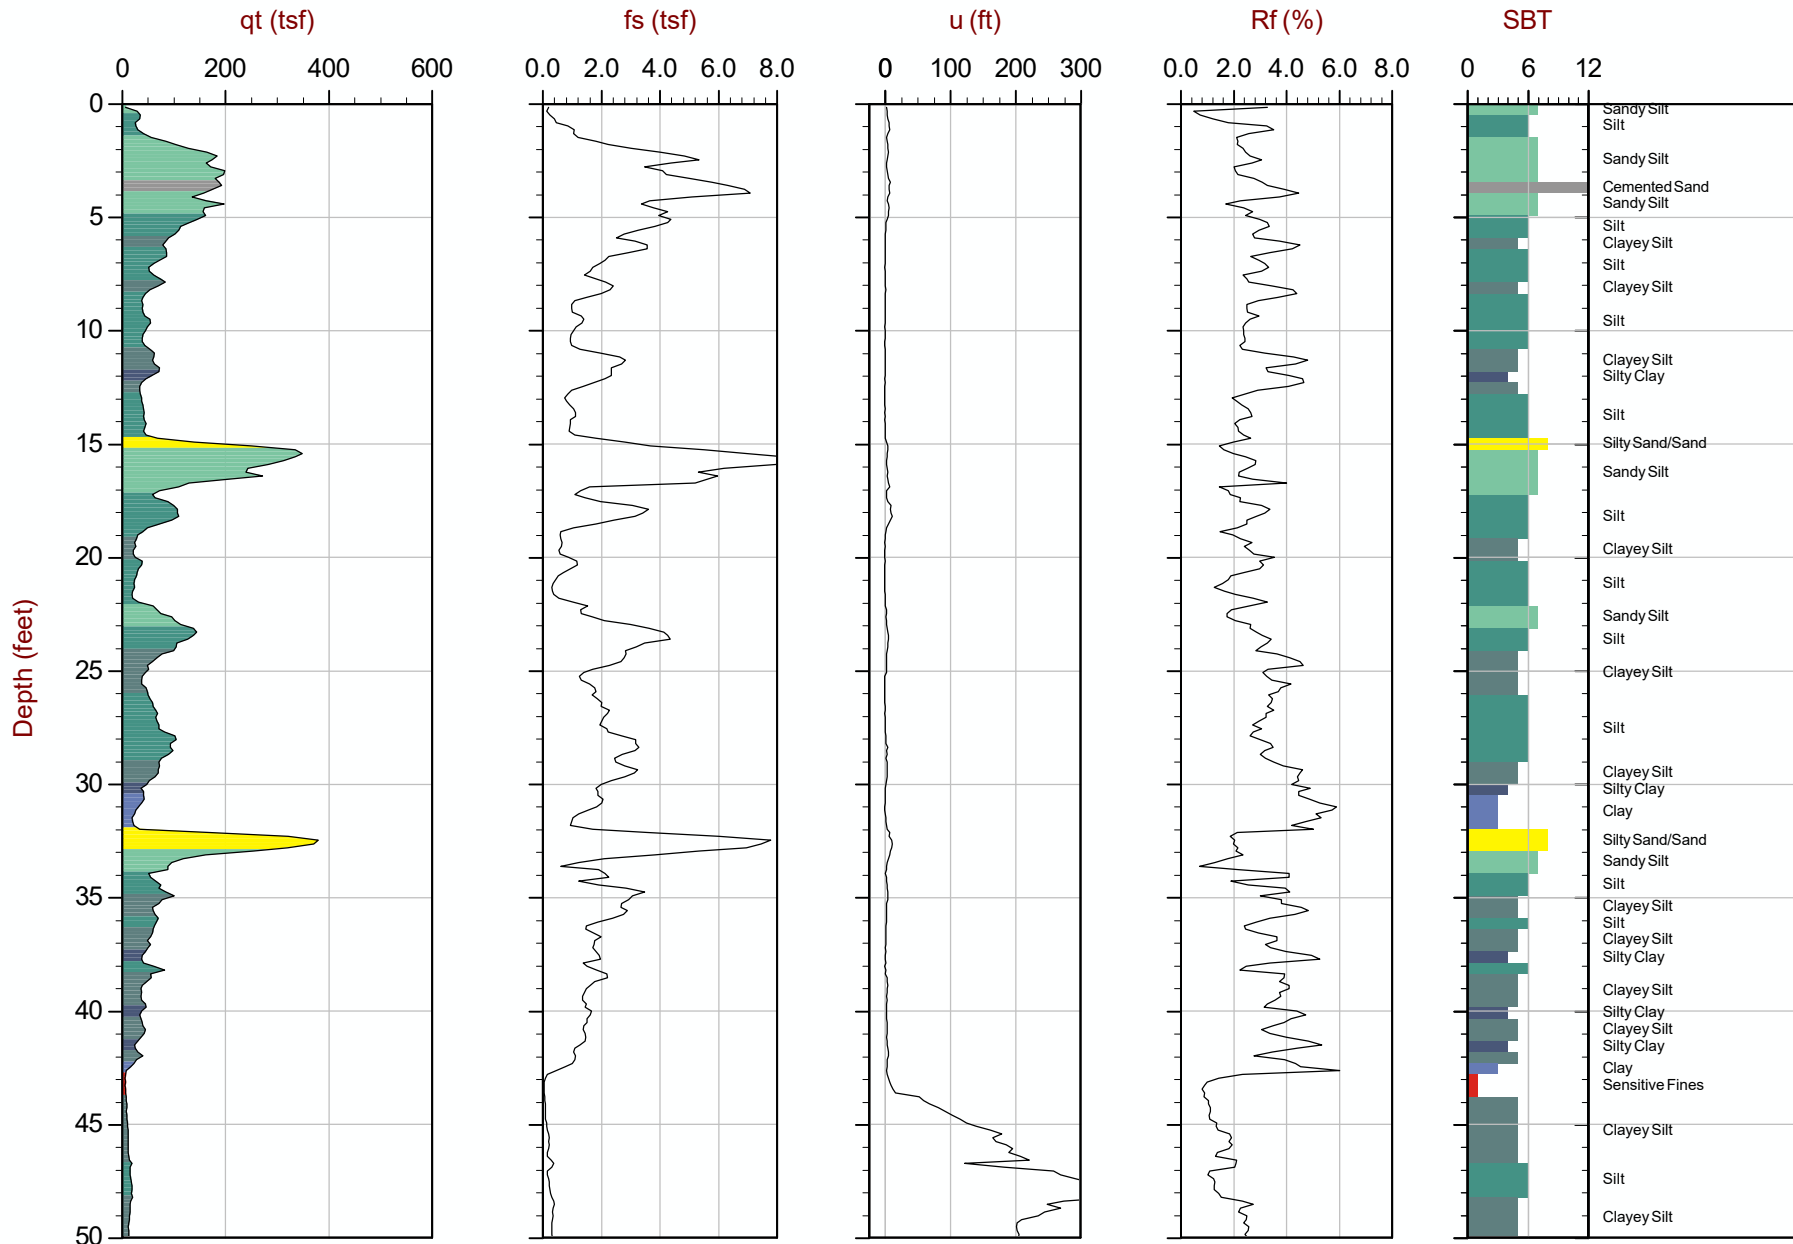 qt (tsf) fs (tsf) u (ft) Rf (%) SBT
0 200 400 600 0.0 2.0 4.0 6.0 8.0 0 100 200 300 0.0 2.0 4.0 6.0 8.0 0 6 12
Depth (feet)
0
5
10
15
20
25
30
35
40
45
50
Sandy Silt
Silt
Sandy Silt
Cemented Sand
Sandy Silt
Silt
Clayey Silt
Silt
Clayey Silt
Silt
Clayey Silt
Silty Clay
Silt
Silty Sand/Sand
Sandy Silt
Silt
Clayey Silt
Silt
Sandy Silt
Silt
Clayey Silt
Silt
Clayey Silt
Silty Clay
Clay
Silty Sand/Sand
Sandy Silt
Silt
Clayey Silt
Silt
Clayey Silt
Silty Clay
Clayey Silt
Silty Clay
Clayey Silt
Silty Clay
Clay
Sensitive Fines
Clayey Silt
Silt
Clayey Silt